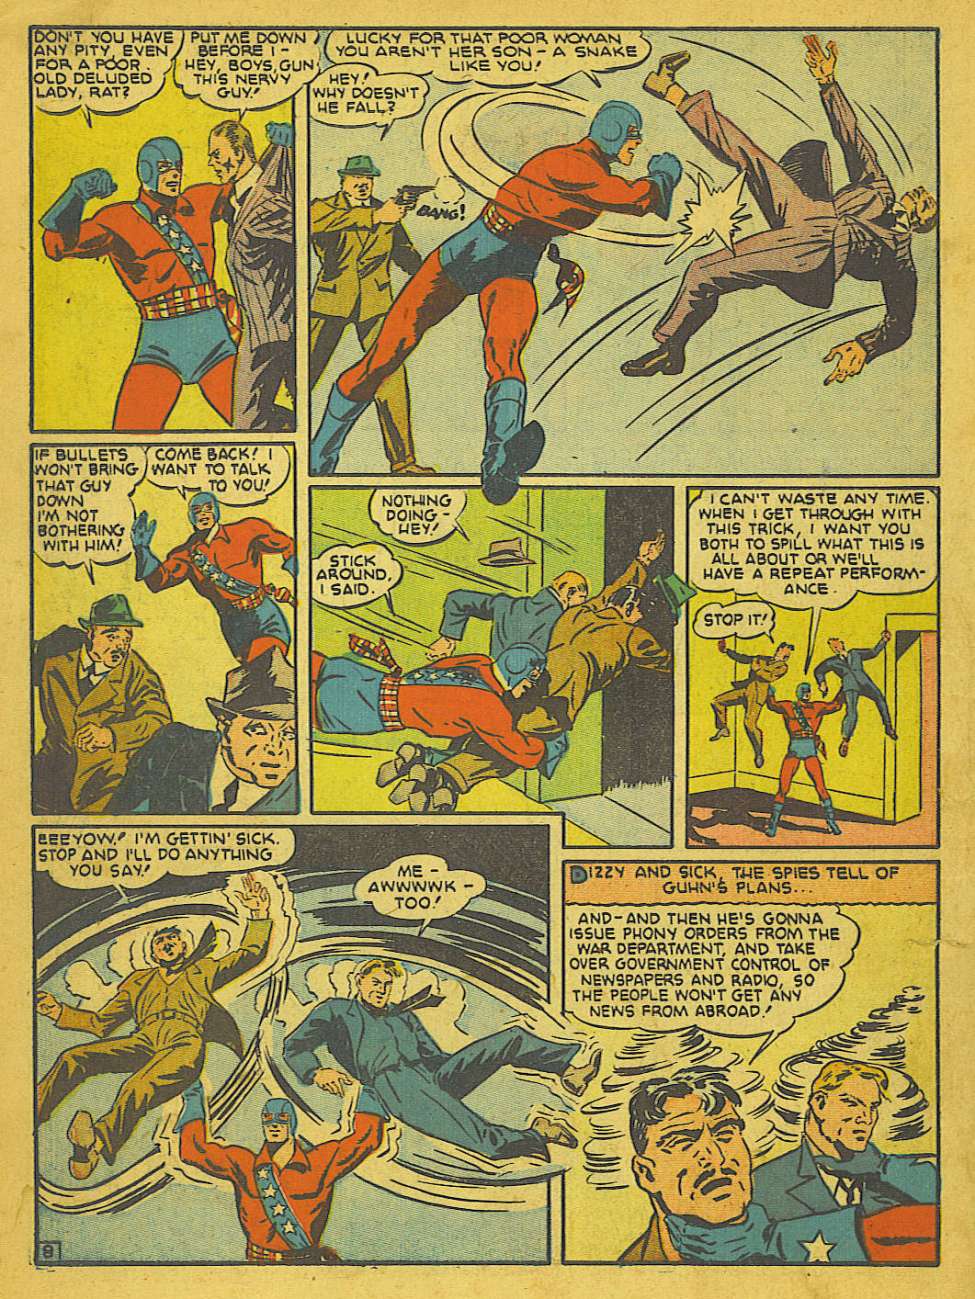 DON'T YOU HAVE
ANY PITY, EVEN
FOR A POOR
OLD DELUDED
LADY, RAT?
PUT ME DOWN
BEFORE I-
HEY, BOYS, GUN
THIS NERVY
GUY!
LUCKY FOR THAT POOR WOMAN
YOU AREN'T HER SON - A SNAKE
LIKE YOU!
HEY!
WHY DOESN'T
HE FALL?
BANG!
IF BULLETS
WON'T BRING
THAT GUY
DOWN
I'M NOT
BOTHERING
WITH HIM!
COME BACK! I
WANT TO TALK
TO YOU!
NOTHING
DOING-
HEY!
STICK
AROUND,
I SAID.
I CAN'T WASTE ANY TIME.
WHEN I GET THROUGH WITH
THIS TRICK, I WANT YOU
BOTH TO SPILL WHAT THIS IS
ALL ABOUT OR WE'LL
HAVE A REPEAT PERFORM-
ANCE.
STOP IT!
EEEYOW! I'M GETTIN' SICK.
STOP AND I'LL DO ANYTHING
YOU SAY!
ME-
AWWWWK-
TOO!
8
DIZZY AND SICK, THE SPIES TELL OF
GUHN'S PLANS...
AND-AND THEN HE'S GONNA
ISSUE PHONY ORDERS FROM THE
WAR DEPARTMENT, AND TAKE
OVER GOVERNMENT CONTROL OF
NEWSPAPERS AND RADIO, SO
THE PEOPLE WON'T GET ANY
NEWS FROM ABROAD!